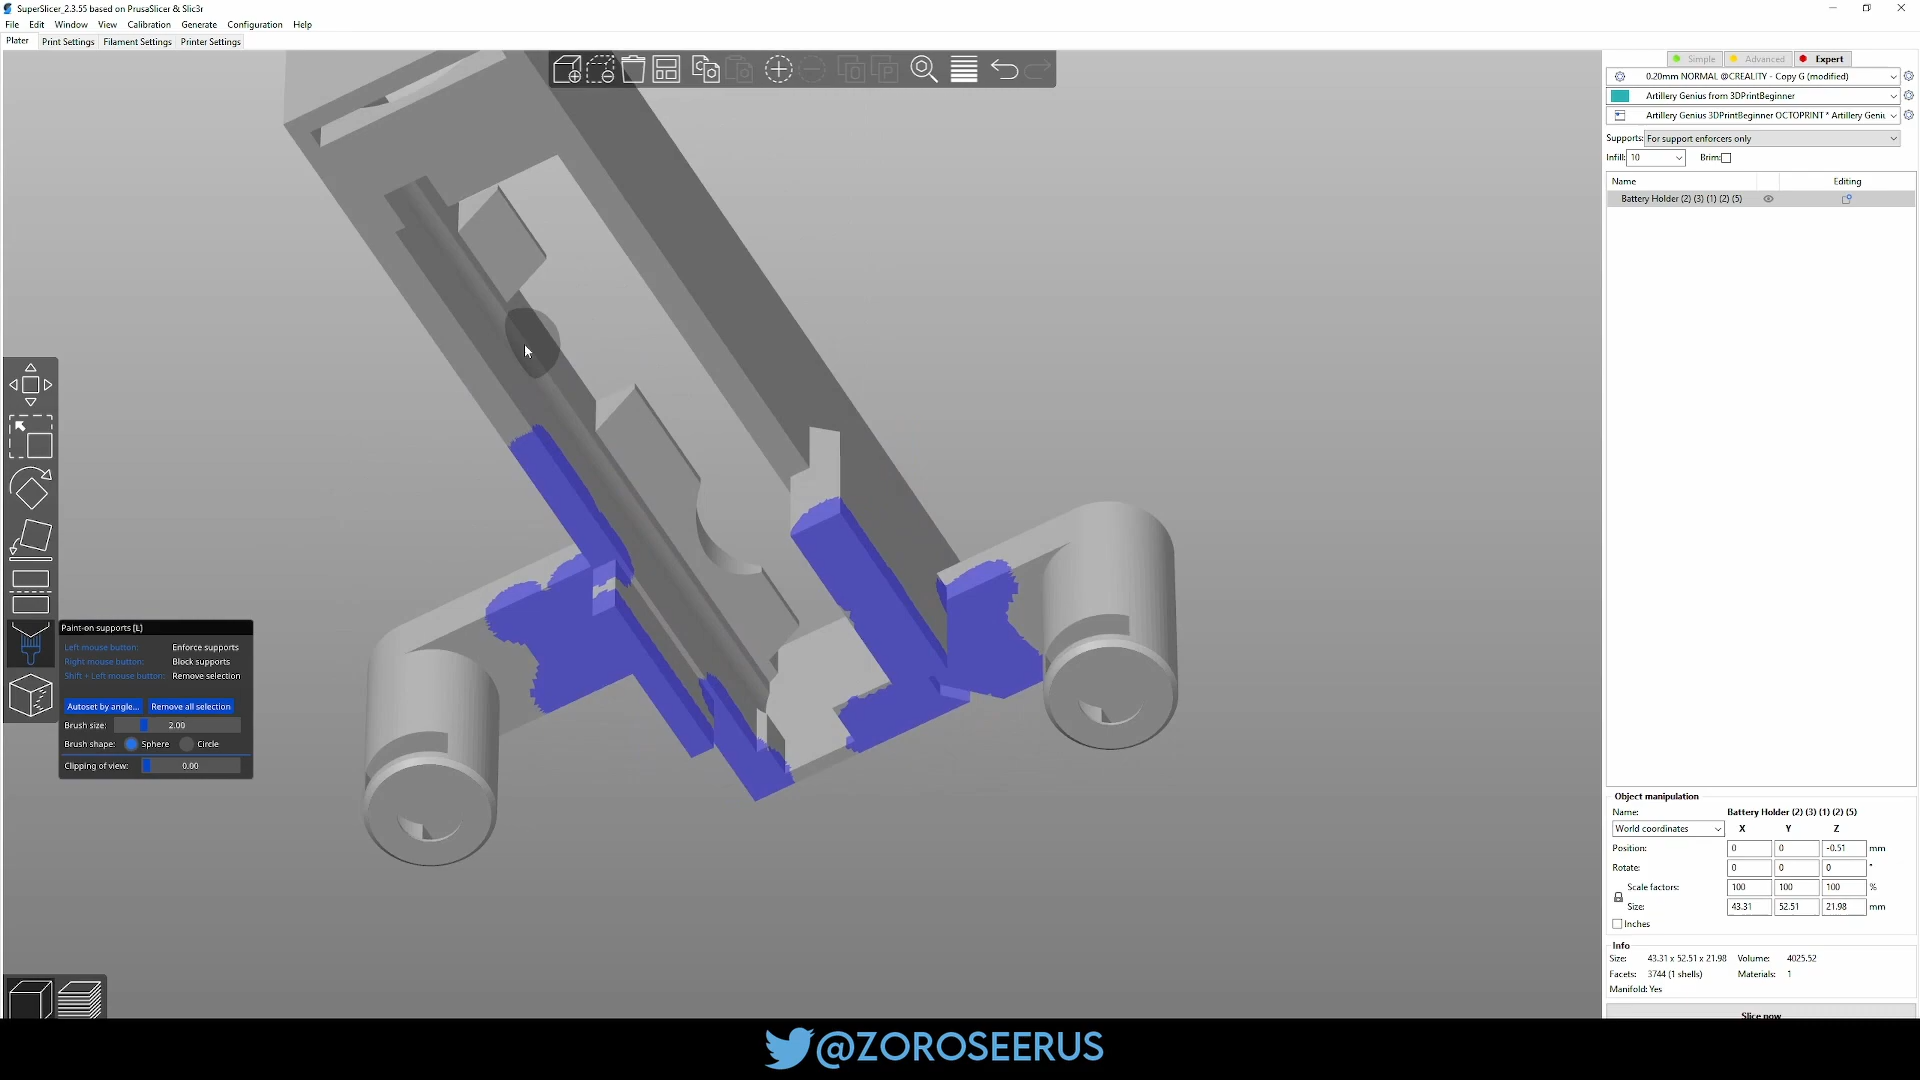 SuperSlicer_2.3.55 based on PrusaSlicer & Slic3r
File Edit Window View Calibration Generate Configuration Help
Plater Print Settings Filament Settings Printer Settings
Simple Advanced Expert
0.20mm NORMAL @CREALITY - Copy G (modified)
Artillery Genius from 3DPrintBeginner
Artillery Genius 3DPrintBeginner OCTOPRINT * Artillery Geniu
Supports: For support enforcers only
Infill: 10 Brim:
Name Editing
Battery Holder (2) (3) (1) (2) (5)
Paint-on supports [L]
Left mouse button: Enforce supports
Right mouse button: Block supports
Shift + Left mouse button: Remove selection
Autoset by angle... Remove all selection
Brush size: 2.00
Brush shape: Sphere Circle
Clipping of view: 0.00
Object manipulation
Name: Battery Holder (2) (3) (1) (2) (5)
World coordinates X Y Z
Position: 0 0 -0.51 mm
Rotate: 0 0 0 °
Scale factors: 100 100 100 %
Size: 43.31 52.51 21.98 mm
Inches
Info
Size: 43.31 x 52.51 x 21.98 Volume: 4025.52
Facets: 3744 (1 shells) Materials: 1
Manifold: Yes
Slice now
@ZOROSEERUS